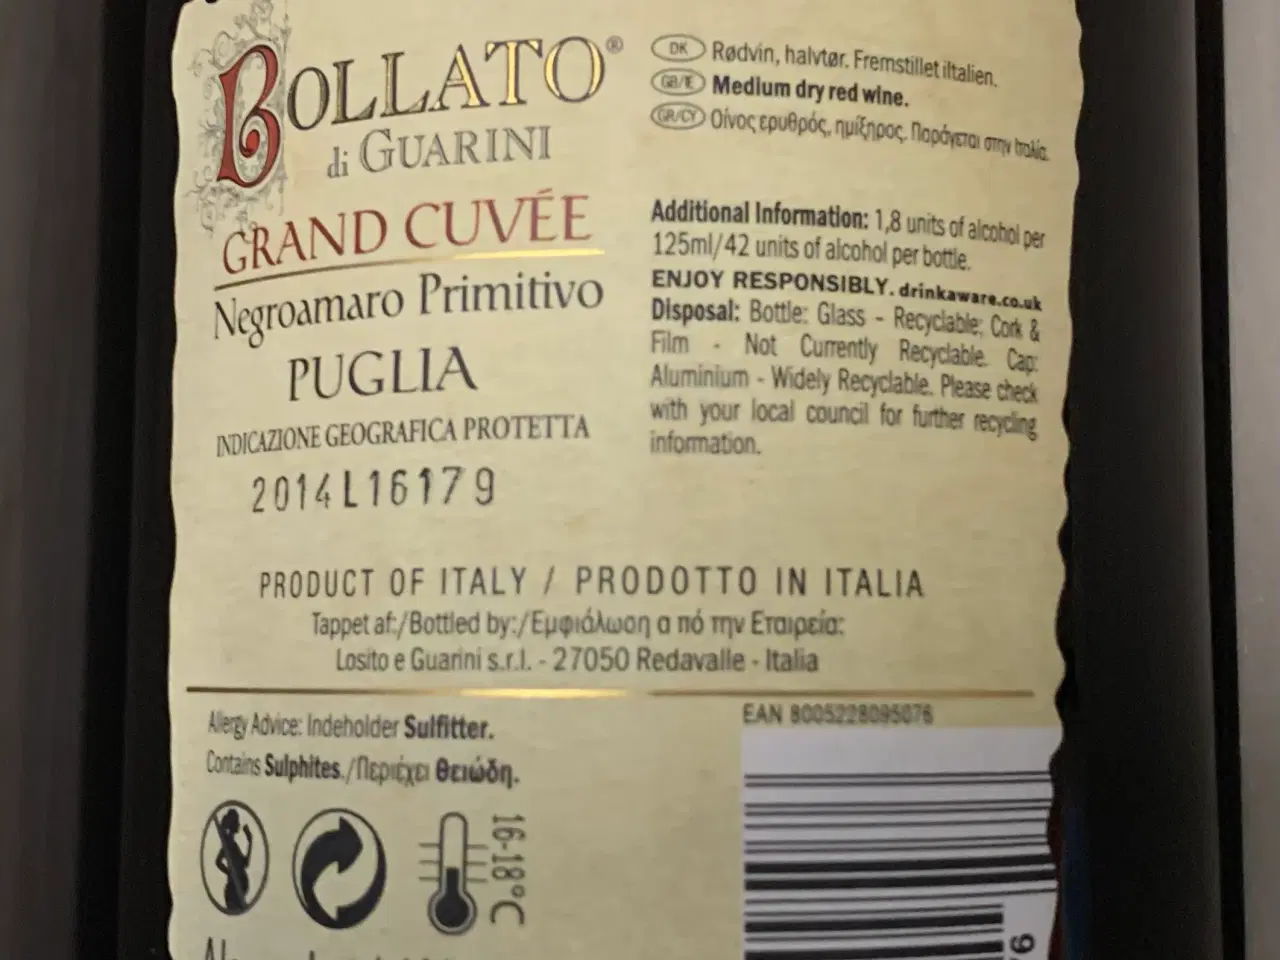 BOLLATO®
di GUARINI
GRAND CUVÉE
Negroamaro Primitivo
PUGLIA
INDICAZIONE GEOGRAFICA PROTETTA
2014 L16179
DK Rødvin, halvtør. Fremstillet iItalien.
GB/IE Medium dry red wine.
GR/CY Οίνος ερυθρός, ημίξηρος. Παράγεται στην Ιταλία.
Additional Information: 1,8 units of alcohol per
125ml/42 units of alcohol per bottle.
ENJOY RESPONSIBLY. drinkaware.co.uk
Disposal: Bottle: Glass - Recyclable; Cork &
Film - Not Currently Recyclable. Cap:
Aluminium - Widely Recyclable. Please check
with your local council for further recycling
information.
PRODUCT OF ITALY / PRODOTTO IN ITALIA
Tappet af:/Bottled by:/Εμφιάλωση α πό την Εταιρεία:
Losito e Guarini s.r.l. - 27050 Redavalle - Italia
Allergy Advice: Indeholder Sulfitter.
Contains Sulphites./Περιέχει Θειώδη.
EAN 8005228095076
16-18°C